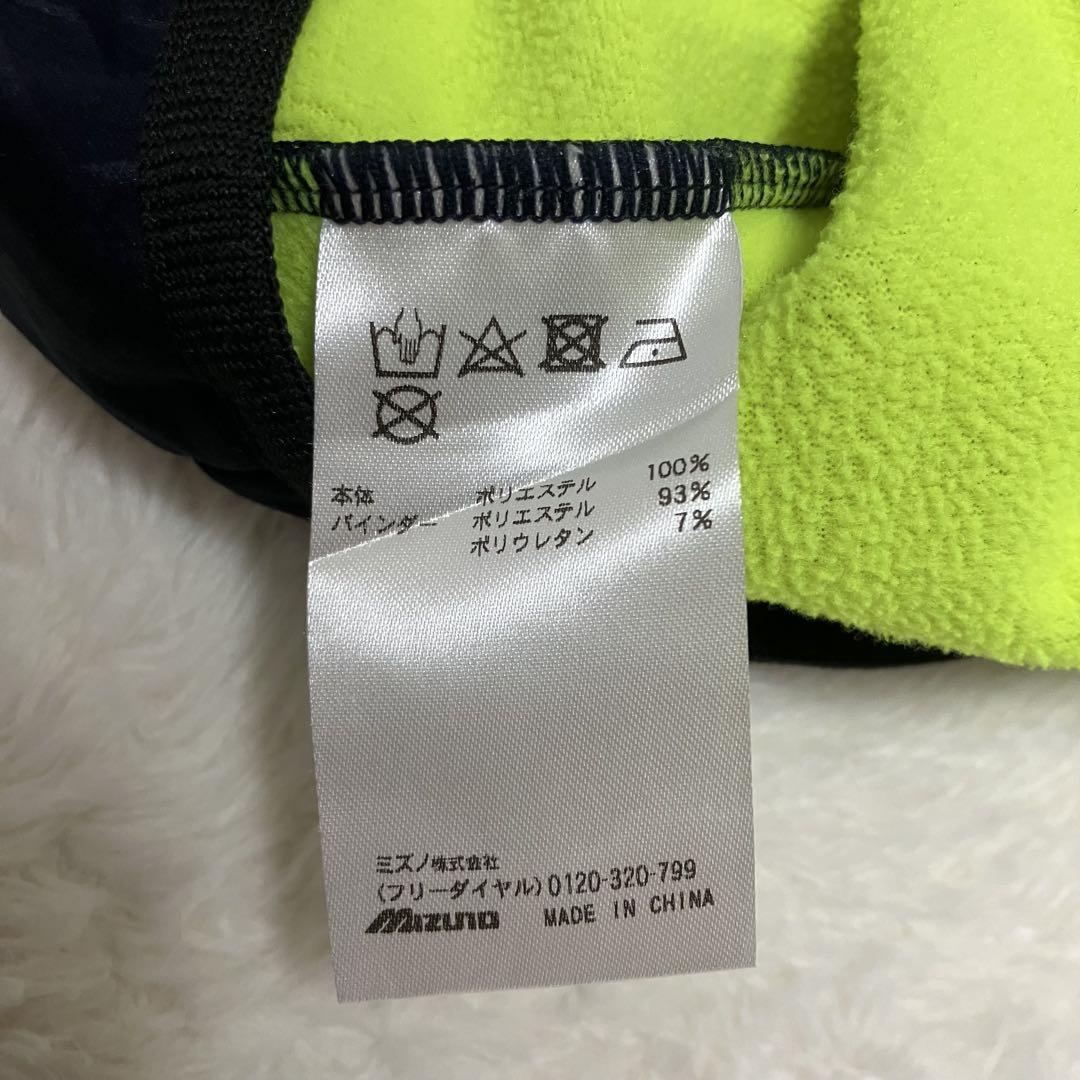 本体 ポリエステル 100%
バインダー ポリエステル 93%
ポリウレタン 7%
ミズノ株式会社
(フリーダイヤル)0120-320-799
MIZUNO MADE IN CHINA